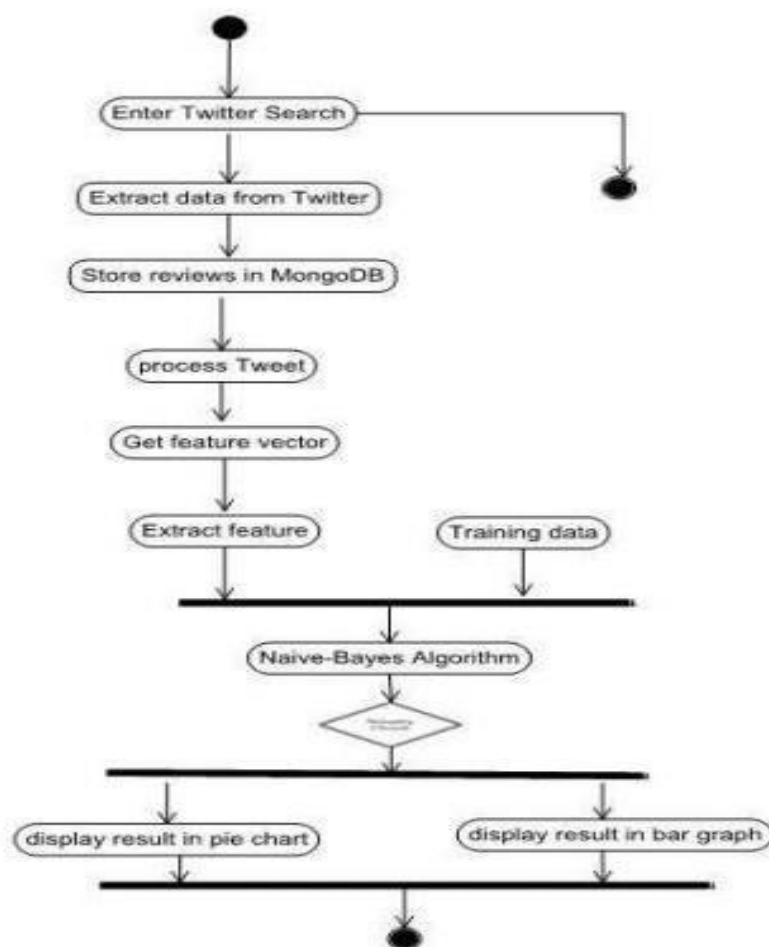 Enter Twitter Search
Extract data from Twitter
Store reviews in MongoDB
process Tweet
Get feature vector
Extract feature
Training data
Naive-Bayes Algorithm
display result in pie chart
display result in bar graph